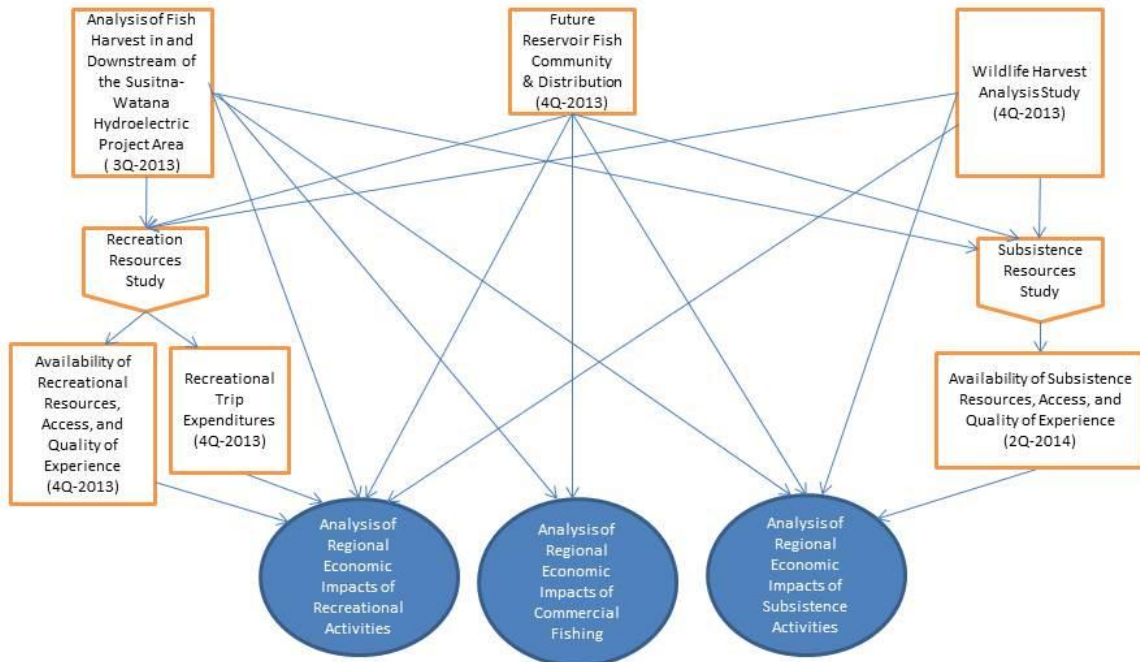 Analysis of Fish
Harvest in and
Downstream of
the Susitna-
Watana
Hydroelectric
Project Area
( 3Q-2013)
Future
Reservoir Fish
Community
& Distribution
(4Q-2013)
Wildlife Harvest
Analysis Study
(4Q-2013)
Recreation
Resources
Study
Subsistence
Resources
Study
Availability of
Recreational
Resources,
Access, and
Quality of
Experience
(4Q-2013)
Recreational
Trip
Expenditures
(4Q-2013)
Availability of Subsistence
Resources, Access, and
Quality of Experience
(2Q-2014)
Analysis of
Regional
Economic
Impacts of
Recreational
Activities
Analysis of
Regional
Economic
Impacts of
Commercial
Fishing
Analysis of
Regional
Economic
Impacts of
Subsistence
Activities